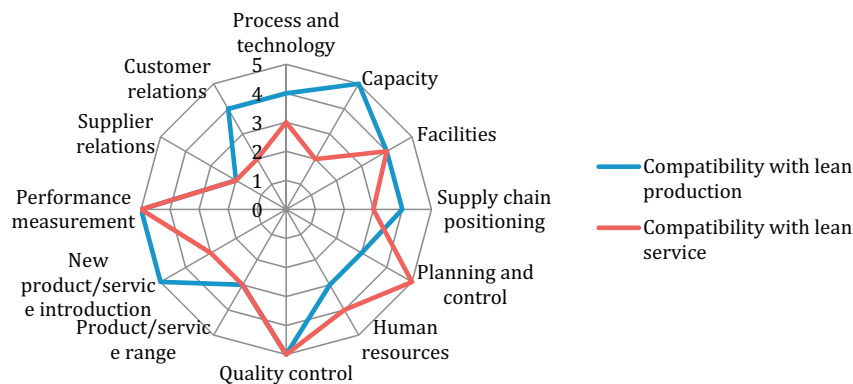 Process and
technology
Capacity
Facilities
Supply chain
positioning
Planning and
control
Human
resources
Quality control
Product/servic
e range
New
product/servic
e introduction
Performance
measurement
Supplier
relations
Customer
relations
5
4
3
2
1
0
Compatibility with lean
production
Compatibility with lean
service